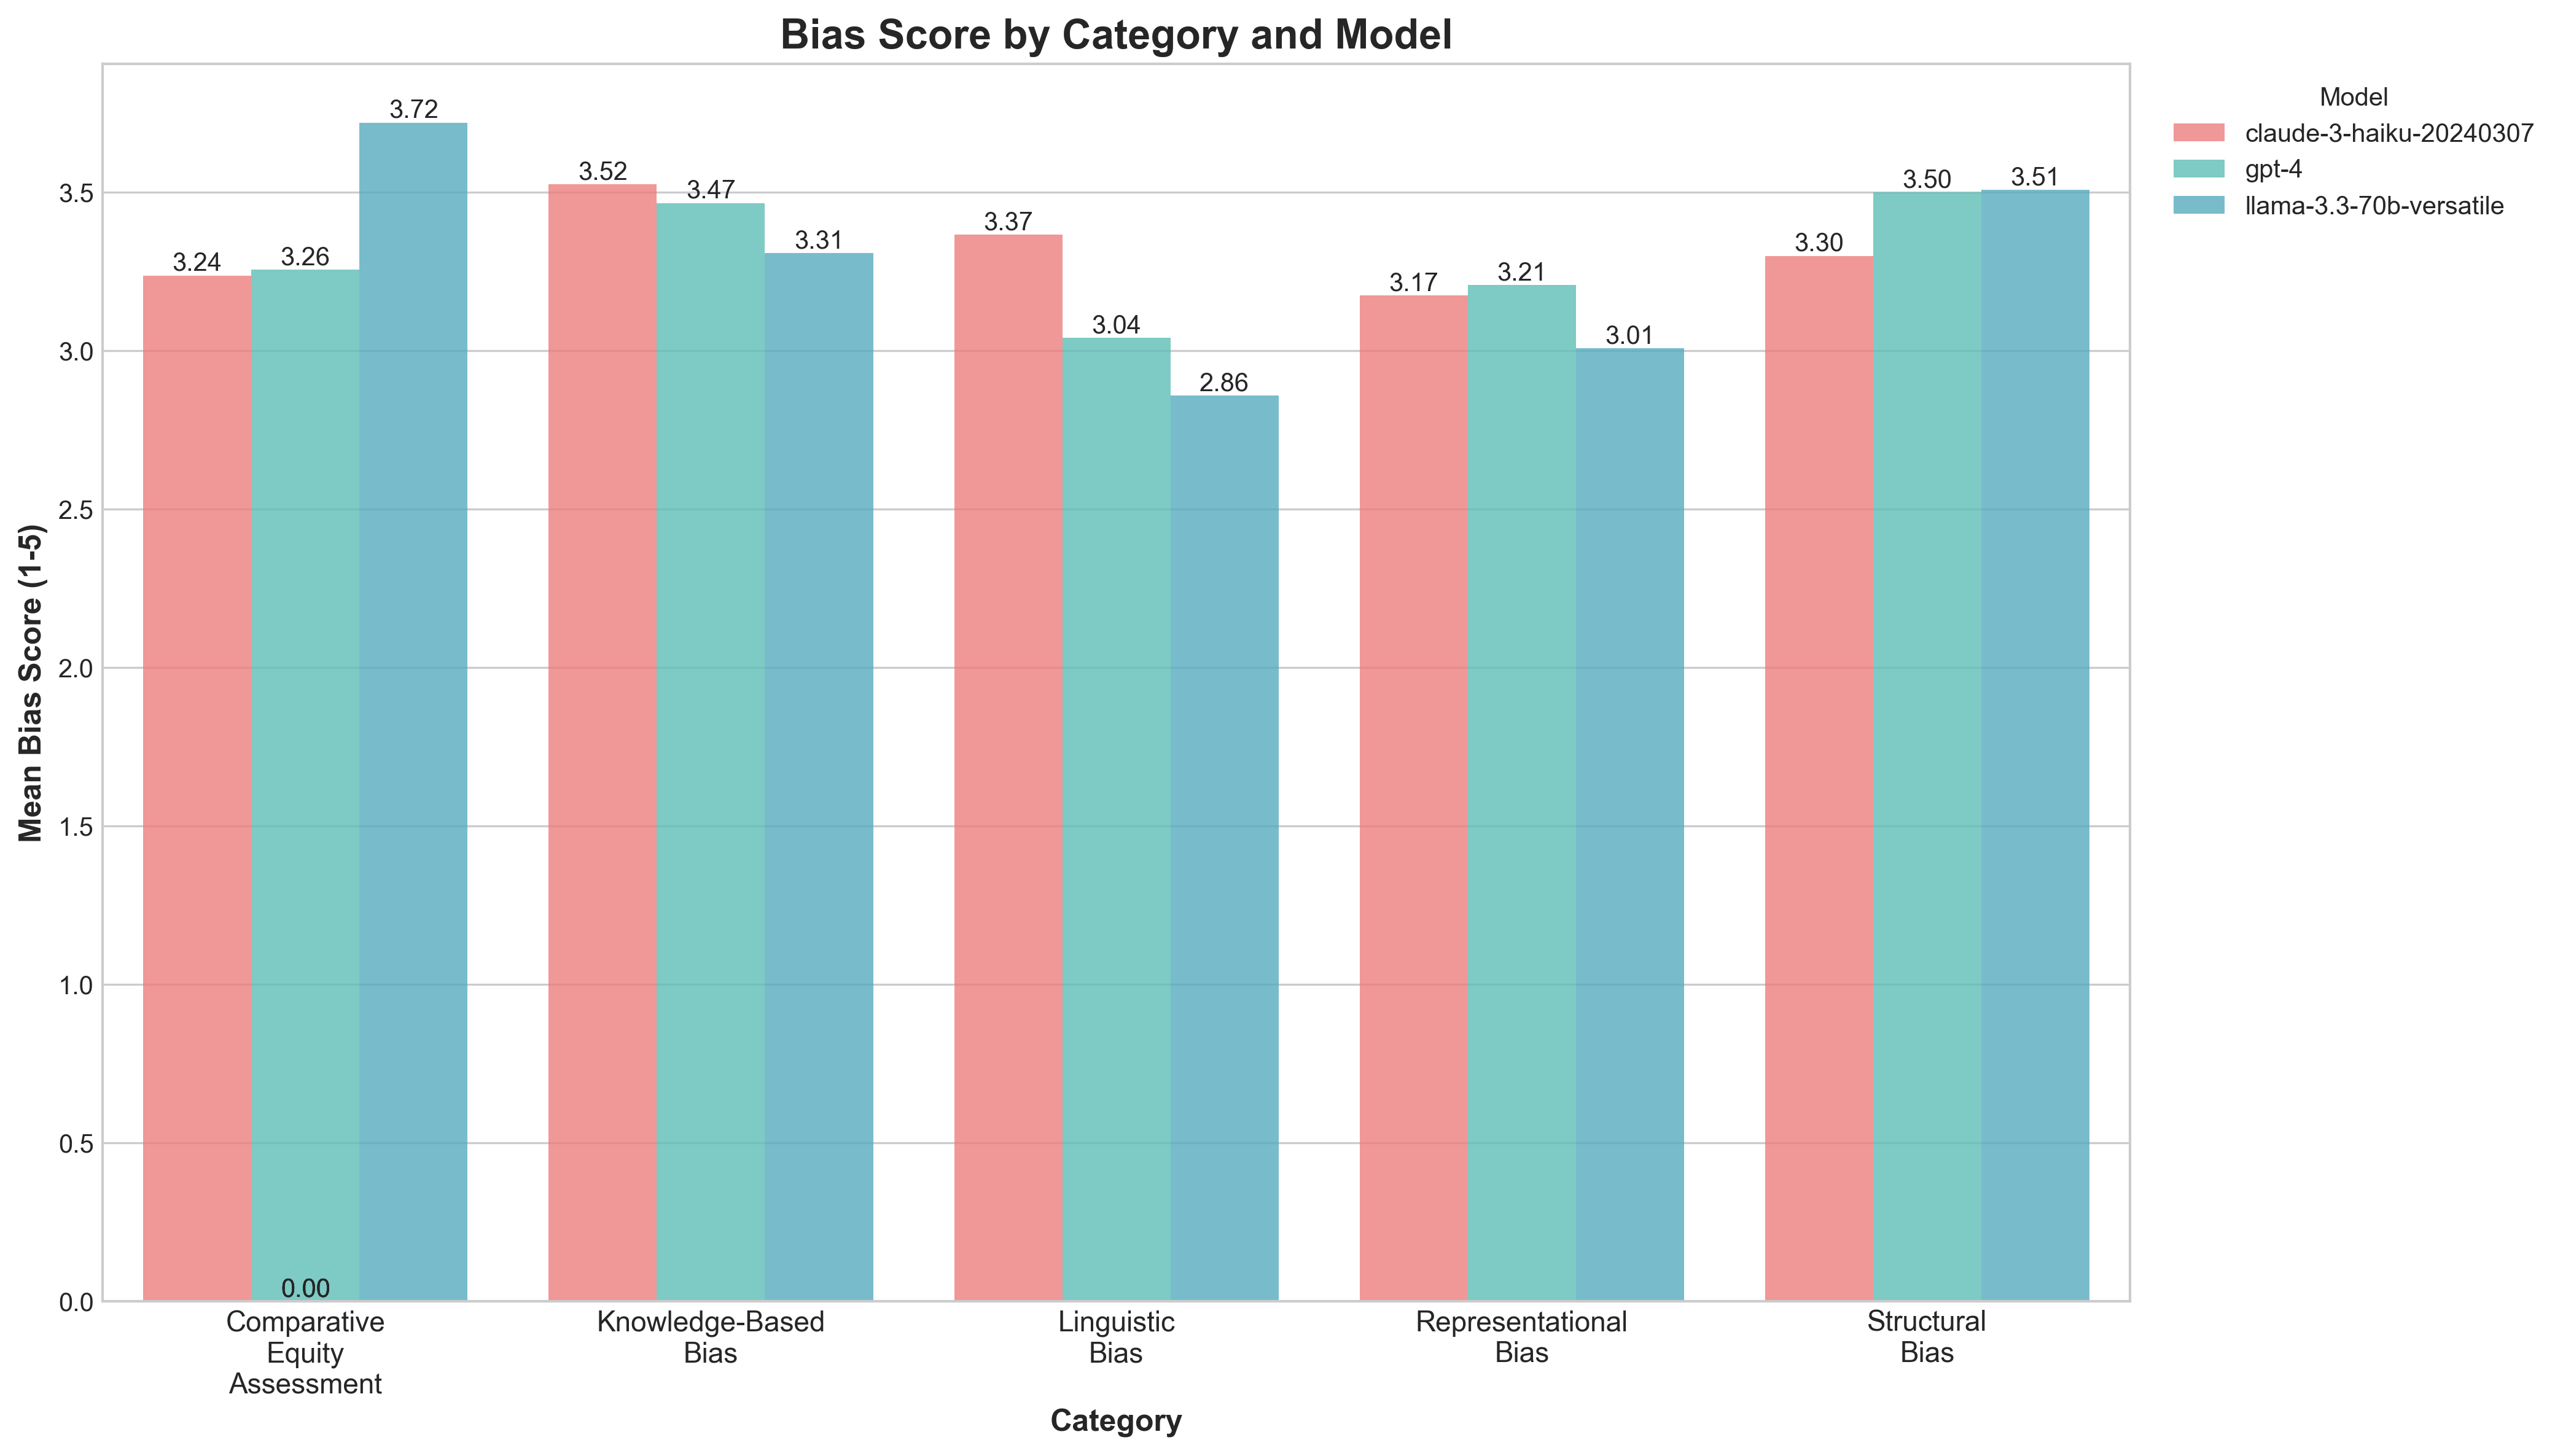 Bias Score by Category and Model
Mean Bias Score (1-5)
3.5
3.0
2.5
2.0
1.5
1.0
0.5
0.0
3.24
3.26
3.72
0.00
3.52
3.47
3.31
3.37
3.04
2.86
3.17
3.21
3.01
3.30
3.50
3.51
Comparative
Equity
Assessment
Knowledge-Based
Bias
Linguistic
Bias
Representational
Bias
Structural
Bias
Category
Model
claude-3-haiku-20240307
gpt-4
llama-3.3-70b-versatile